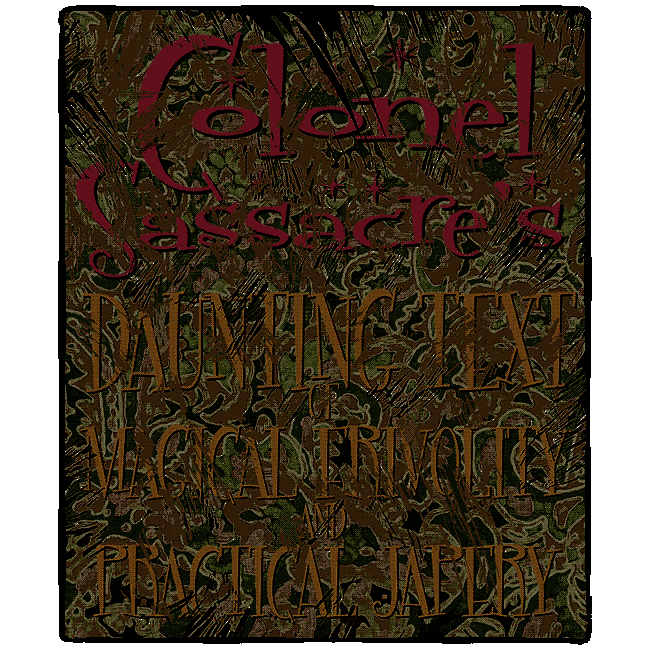 Colonel
Sassacre's
DAUNTING TEXT
OF
MAGICAL FRIVOLITY
AND
PRACTICAL JAPERY